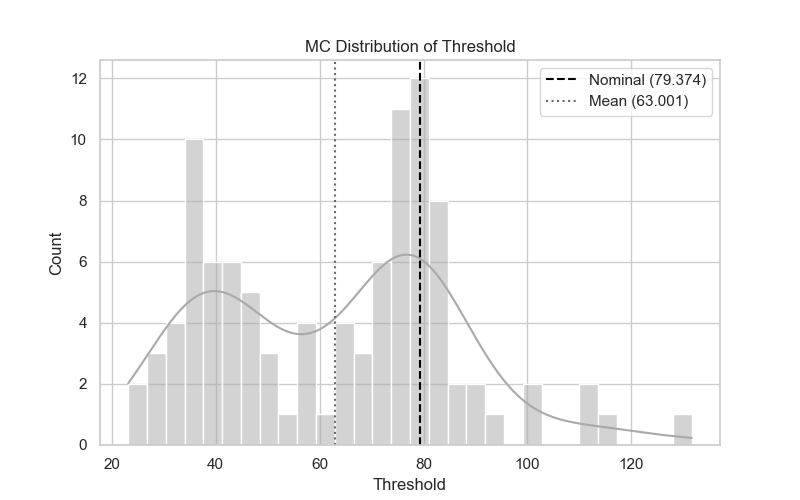 MC Distribution of Threshold
Nominal (79.374)
Mean (63.001)
Count
12
10
8
6
4
2
0
20 40 60 80 100 120
Threshold